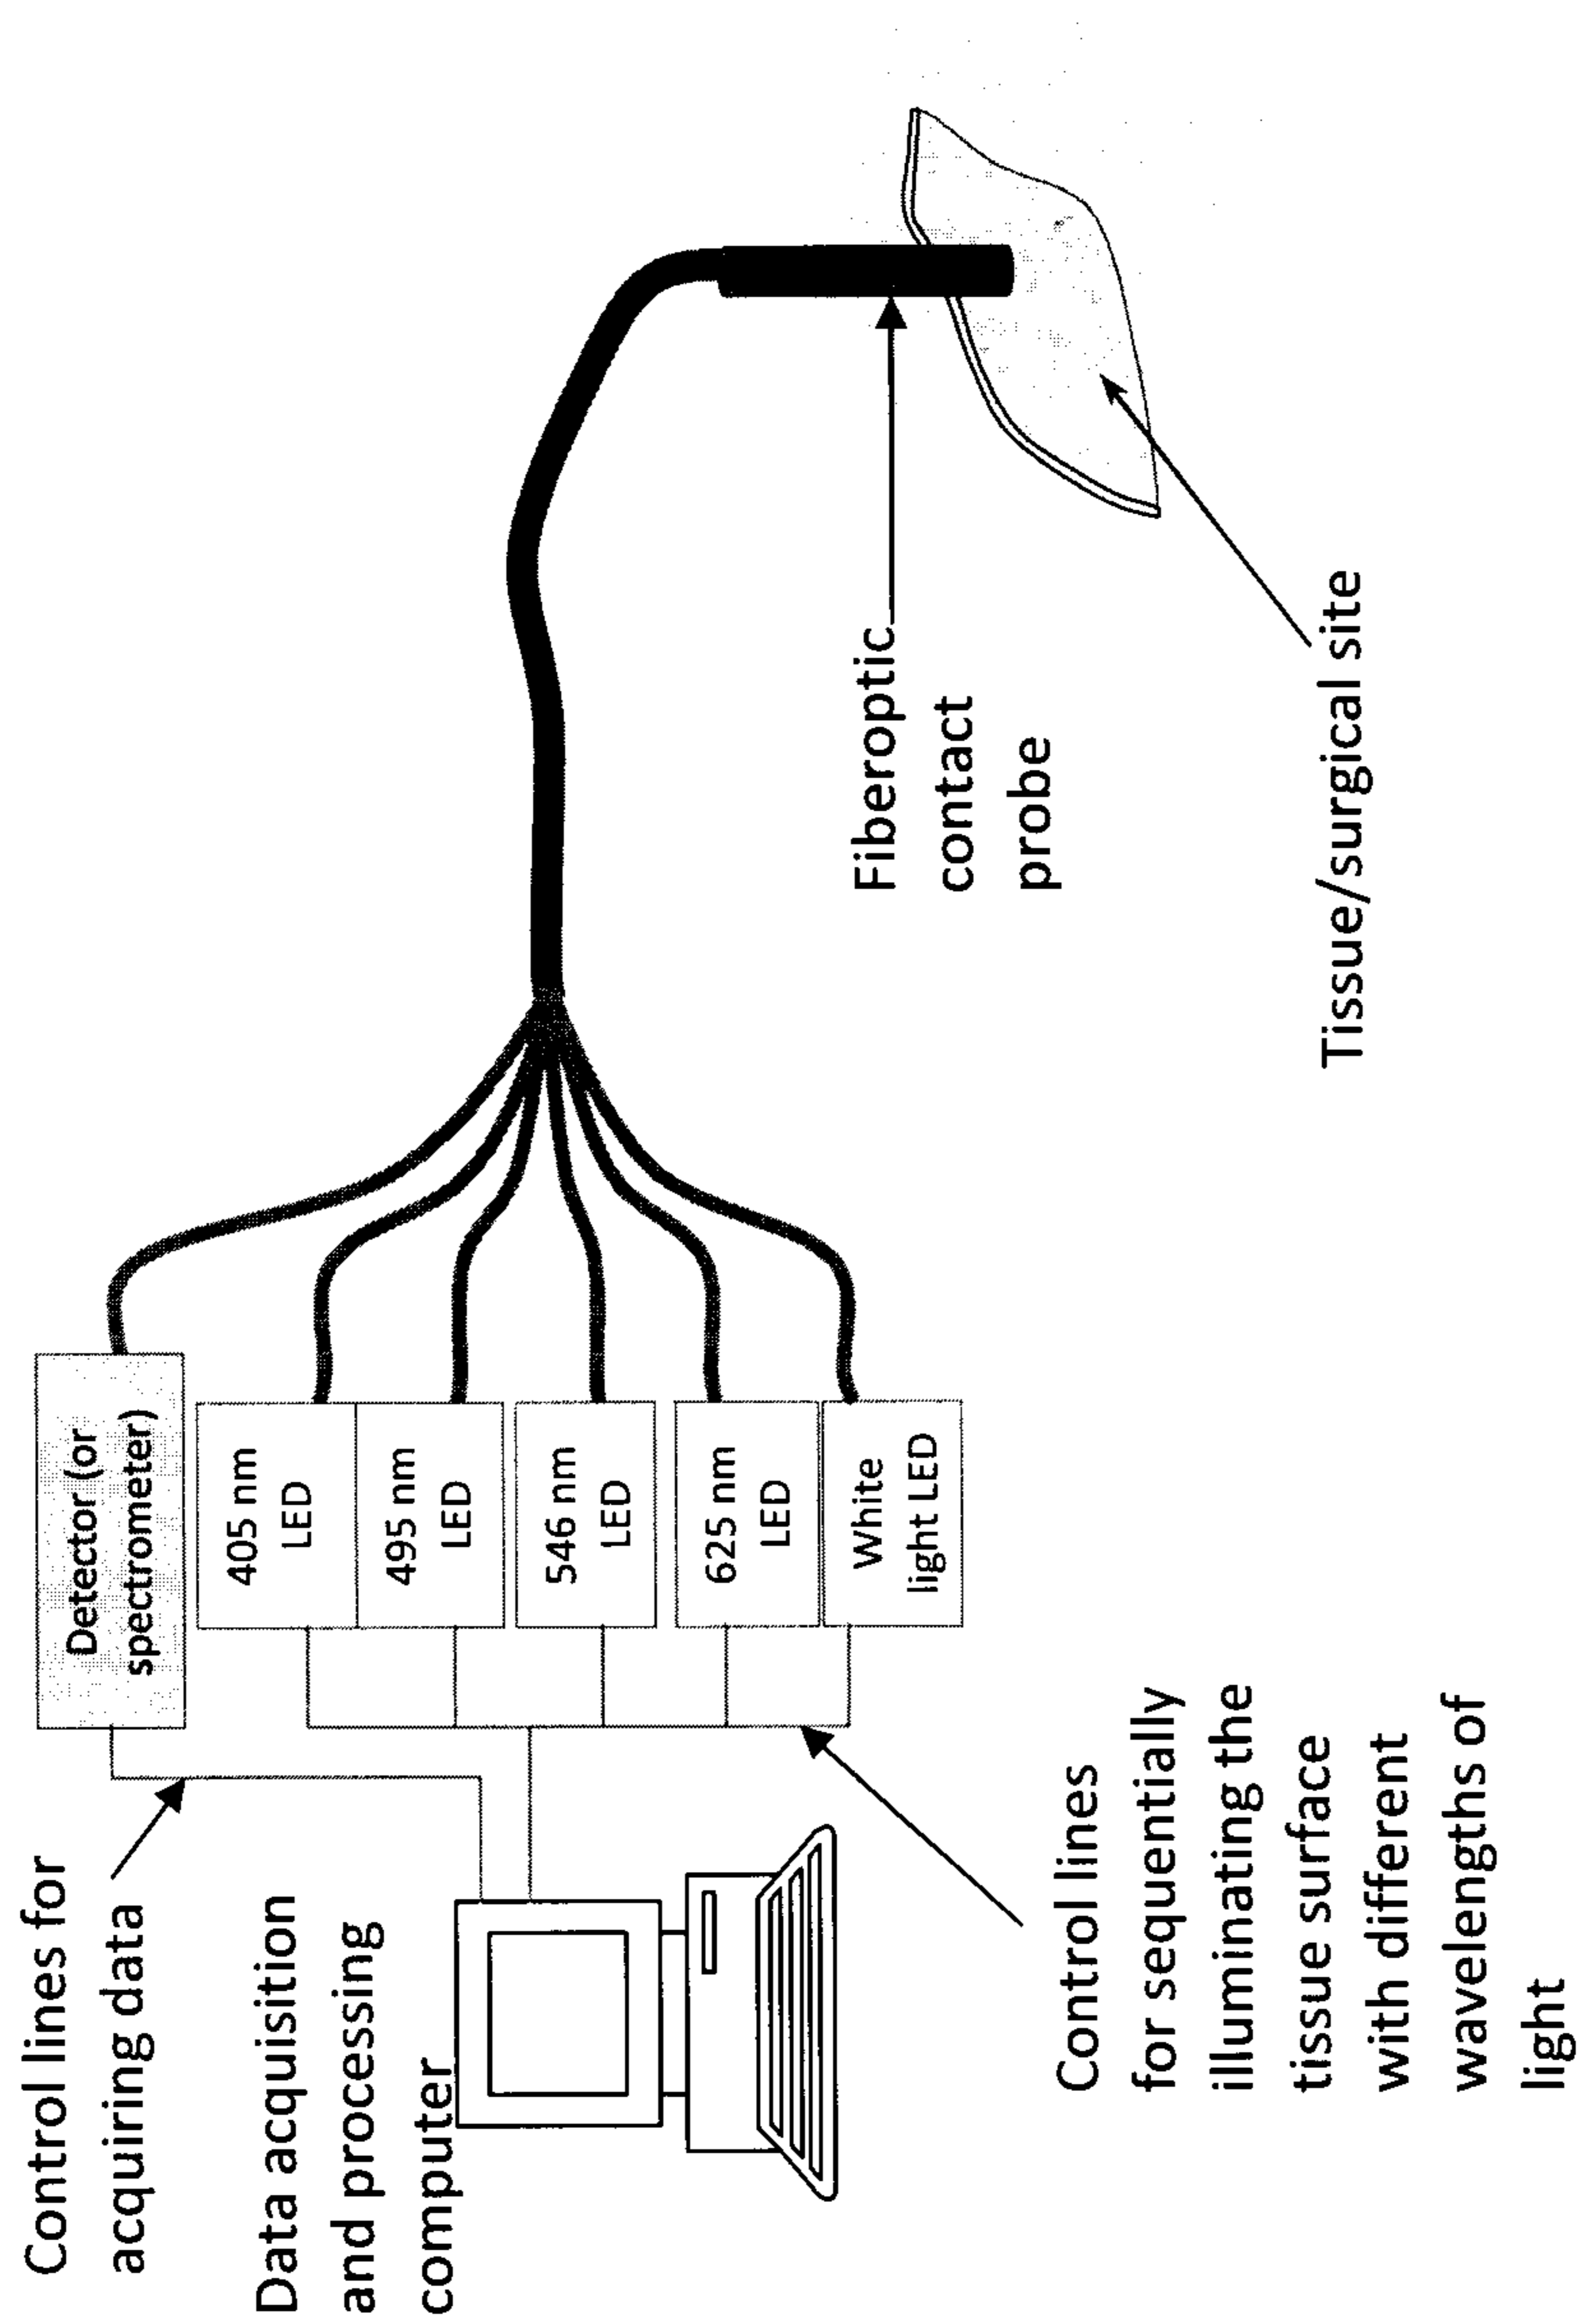 Control lines for
acquiring data
Data acquisition
and processing
computer
Detector (or
spectrometer)
405 nm
LED
495 nm
LED
546 nm
LED
625 nm
LED
White
light LED
Control lines
for sequentially
illuminating the
tissue surface
with different
wavelengths of
light
Fiberoptic
contact
probe
Tissue/surgical site